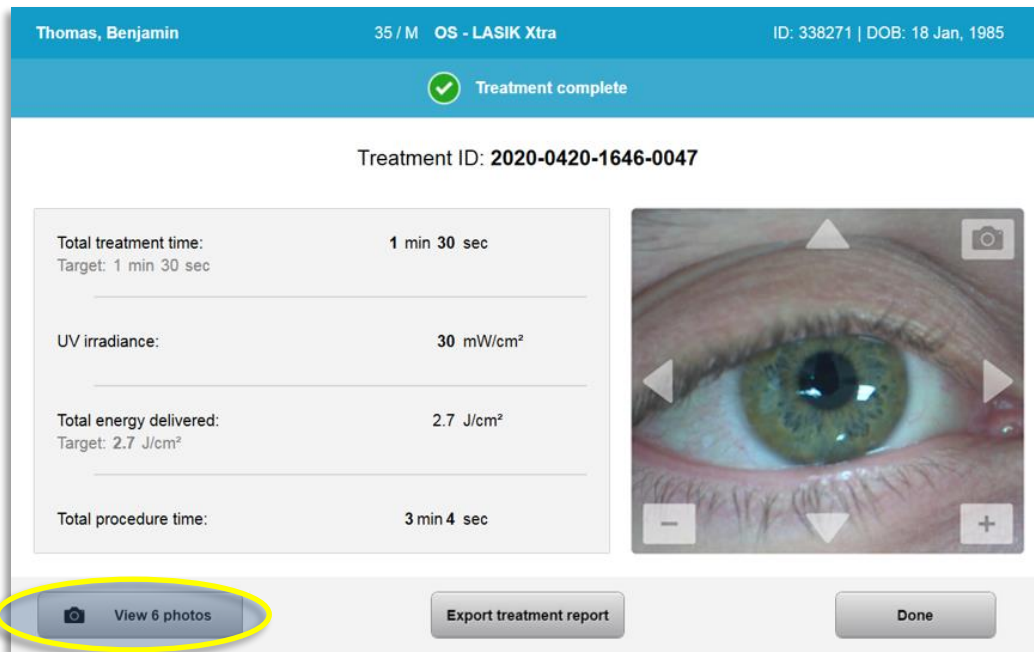 Thomas, Benjamin 35 / M OS - LASIK Xtra ID: 338271 | DOB: 18 Jan, 1985
Treatment complete
Treatment ID: 2020-0420-1646-0047
Total treatment time: 1 min 30 sec
Target: 1 min 30 sec
UV irradiance: 30 mW/cm²
Total energy delivered: 2.7 J/cm²
Target: 2.7 J/cm²
Total procedure time: 3 min 4 sec
View 6 photos Export treatment report Done